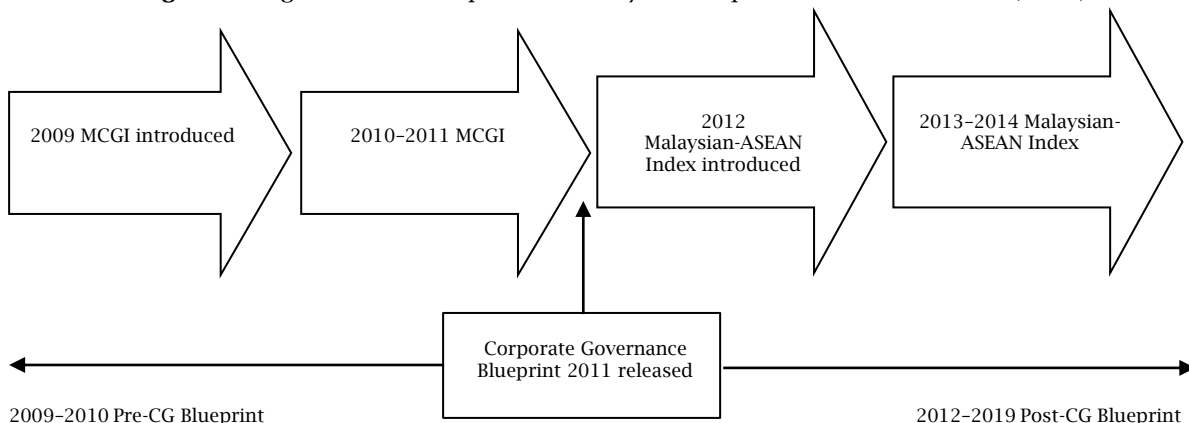 2009 MCGI introduced
2010–2011 MCGI
2012
Malaysian-ASEAN
Index introduced
2013–2014 Malaysian-
ASEAN Index
Corporate Governance
Blueprint 2011 released
2009–2010 Pre-CG Blueprint
2012–2019 Post-CG Blueprint